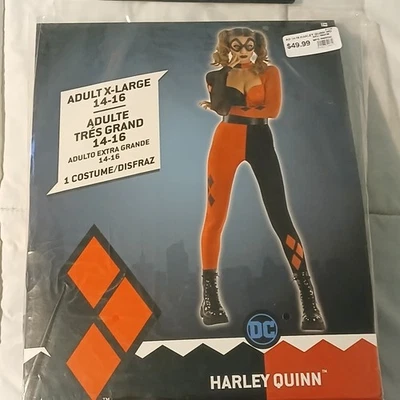 ADULT X-LARGE
14-16
ADULTE
TRÉS GRAND
14-16
ADULTO EXTRA GRANDE
14-16
1 COSTUME/DISFRAZ
$49.99
DC
HARLEY QUINN™